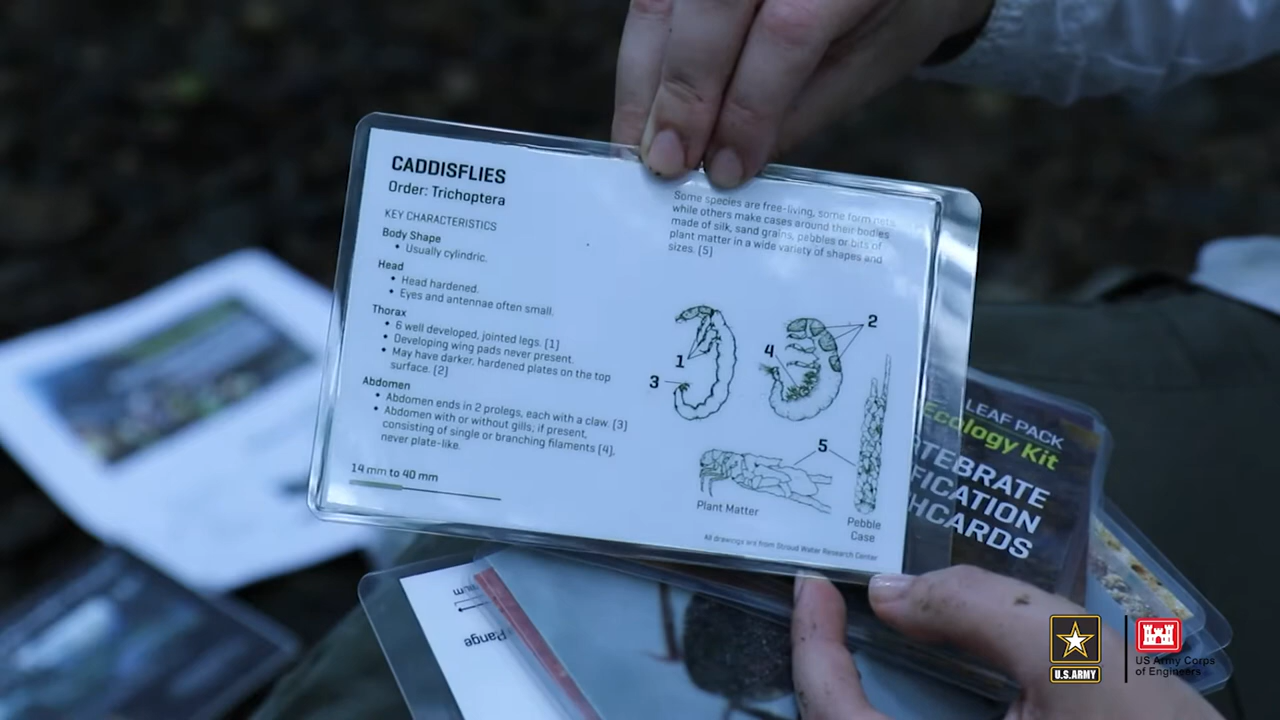 CADDISFLIES
Order: Trichoptera
KEY CHARACTERISTICS
Body Shape
• Usually cylindric.
Head
• Head hardened.
• Eyes and antennae often small.
Thorax
• 6 well developed, jointed legs. [1]
• Developing wing pads never present.
• May have darker, hardened plates on the top
surface. [2]
Abdomen
• Abdomen ends in 2 prolegs, each with a claw. [3]
• Abdomen with or without gills; if present,
consisting of single or branching filaments [4],
never plate-like.
14 mm to 40 mm
Some species are free-living, some form nets,
while others make cases around their bodies
made of silk, sand grains, pebbles or bits of
plant matter in a wide variety of shapes and
sizes. [5]
1
3
4
2
5
Plant Matter
Pebble
Case
All drawings are from Stroud Water Research Center
LEAF PACK
Ecology Kit
TEBRATE
FICATION
HCARDS
Range
U.S.ARMY
US Army Corps
of Engineers